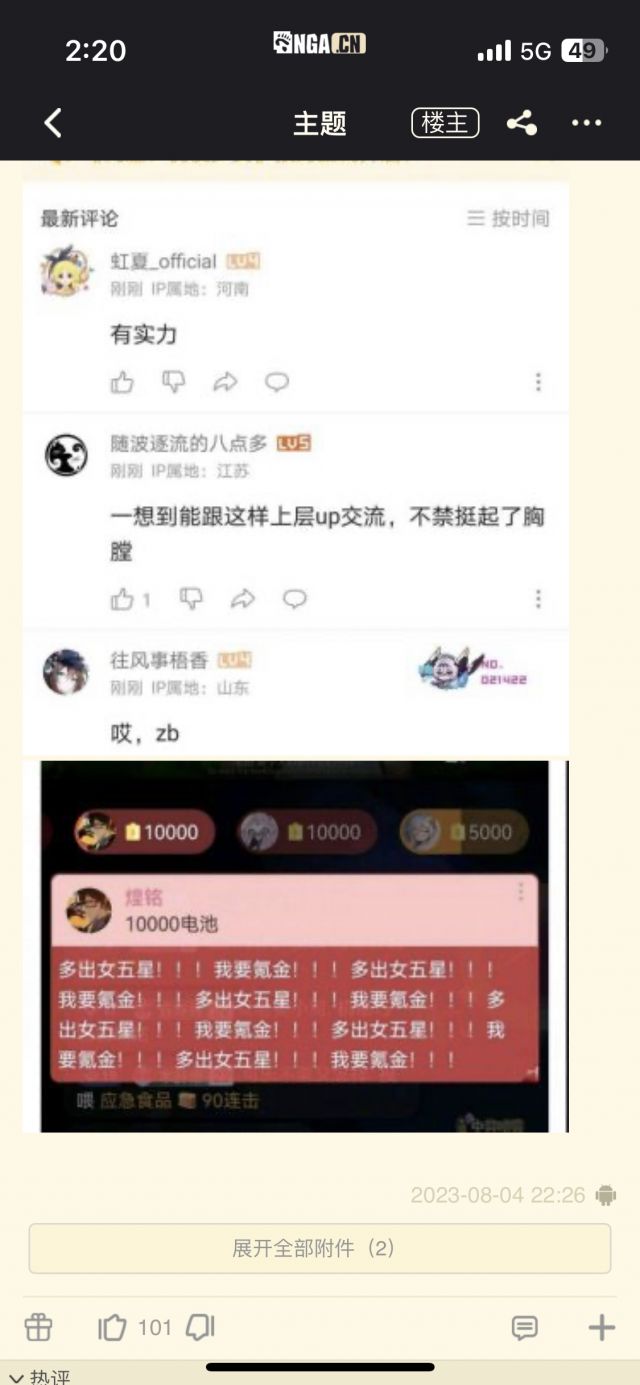 2:20
NGA.CN
5G
49
主题
楼主
最新评论
按时间
虹夏_official LV4
刚刚 IP属地：河南
有实力
随波逐流的八点多 LV5
刚刚 IP属地：江苏
一想到能跟这样上层up交流，不禁挺起了胸
膛
1
往风事梧香 LV4
NO.
021422
刚刚 IP属地：山东
哎，zb
10000
10000
5000
煌铭
10000电池
多出女五星！！！我要氪金！！！多出女五星！！！
我要氪金！！！多出女五星！！！我要氪金！！！多
出女五星！！！我要氪金！！！多出女五星！！！我
要氪金！！！多出女五星！！！我要氪金！！！
喂 应急食品 90连击
2023-08-04 22:26
展开全部附件（2）
101
热评